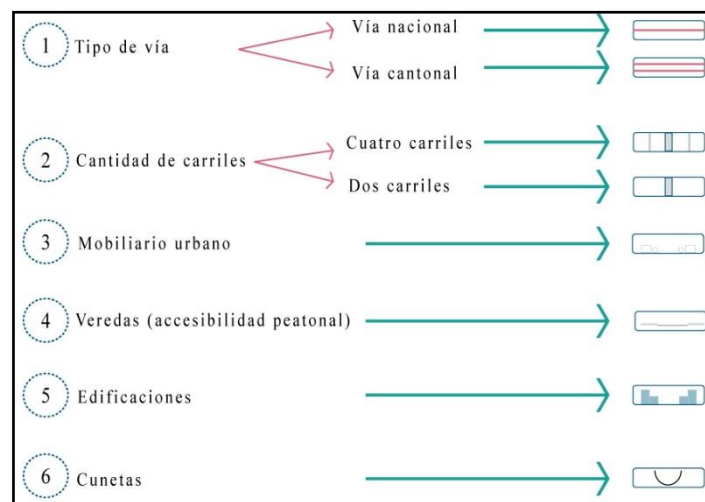 1 Tipo de vía
Vía nacional
Vía cantonal
2 Cantidad de carriles
Cuatro carriles
Dos carriles
3 Mobiliario urbano
4 Veredas (accesibilidad peatonal)
5 Edificaciones
6 Cunetas